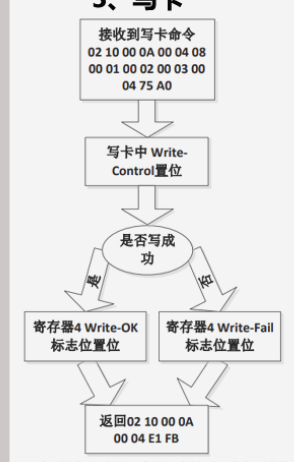 3、写卡
接收到写卡命令
02 10 00 0A 00 04 08
00 01 00 02 00 03 00
04 75 A0
写卡中 Write-
Control置位
是否写成
功
是
否
寄存器4 Write-OK
标志位置位
寄存器4 Write-Fail
标志位置位
返回02 10 00 0A
00 04 E1 FB